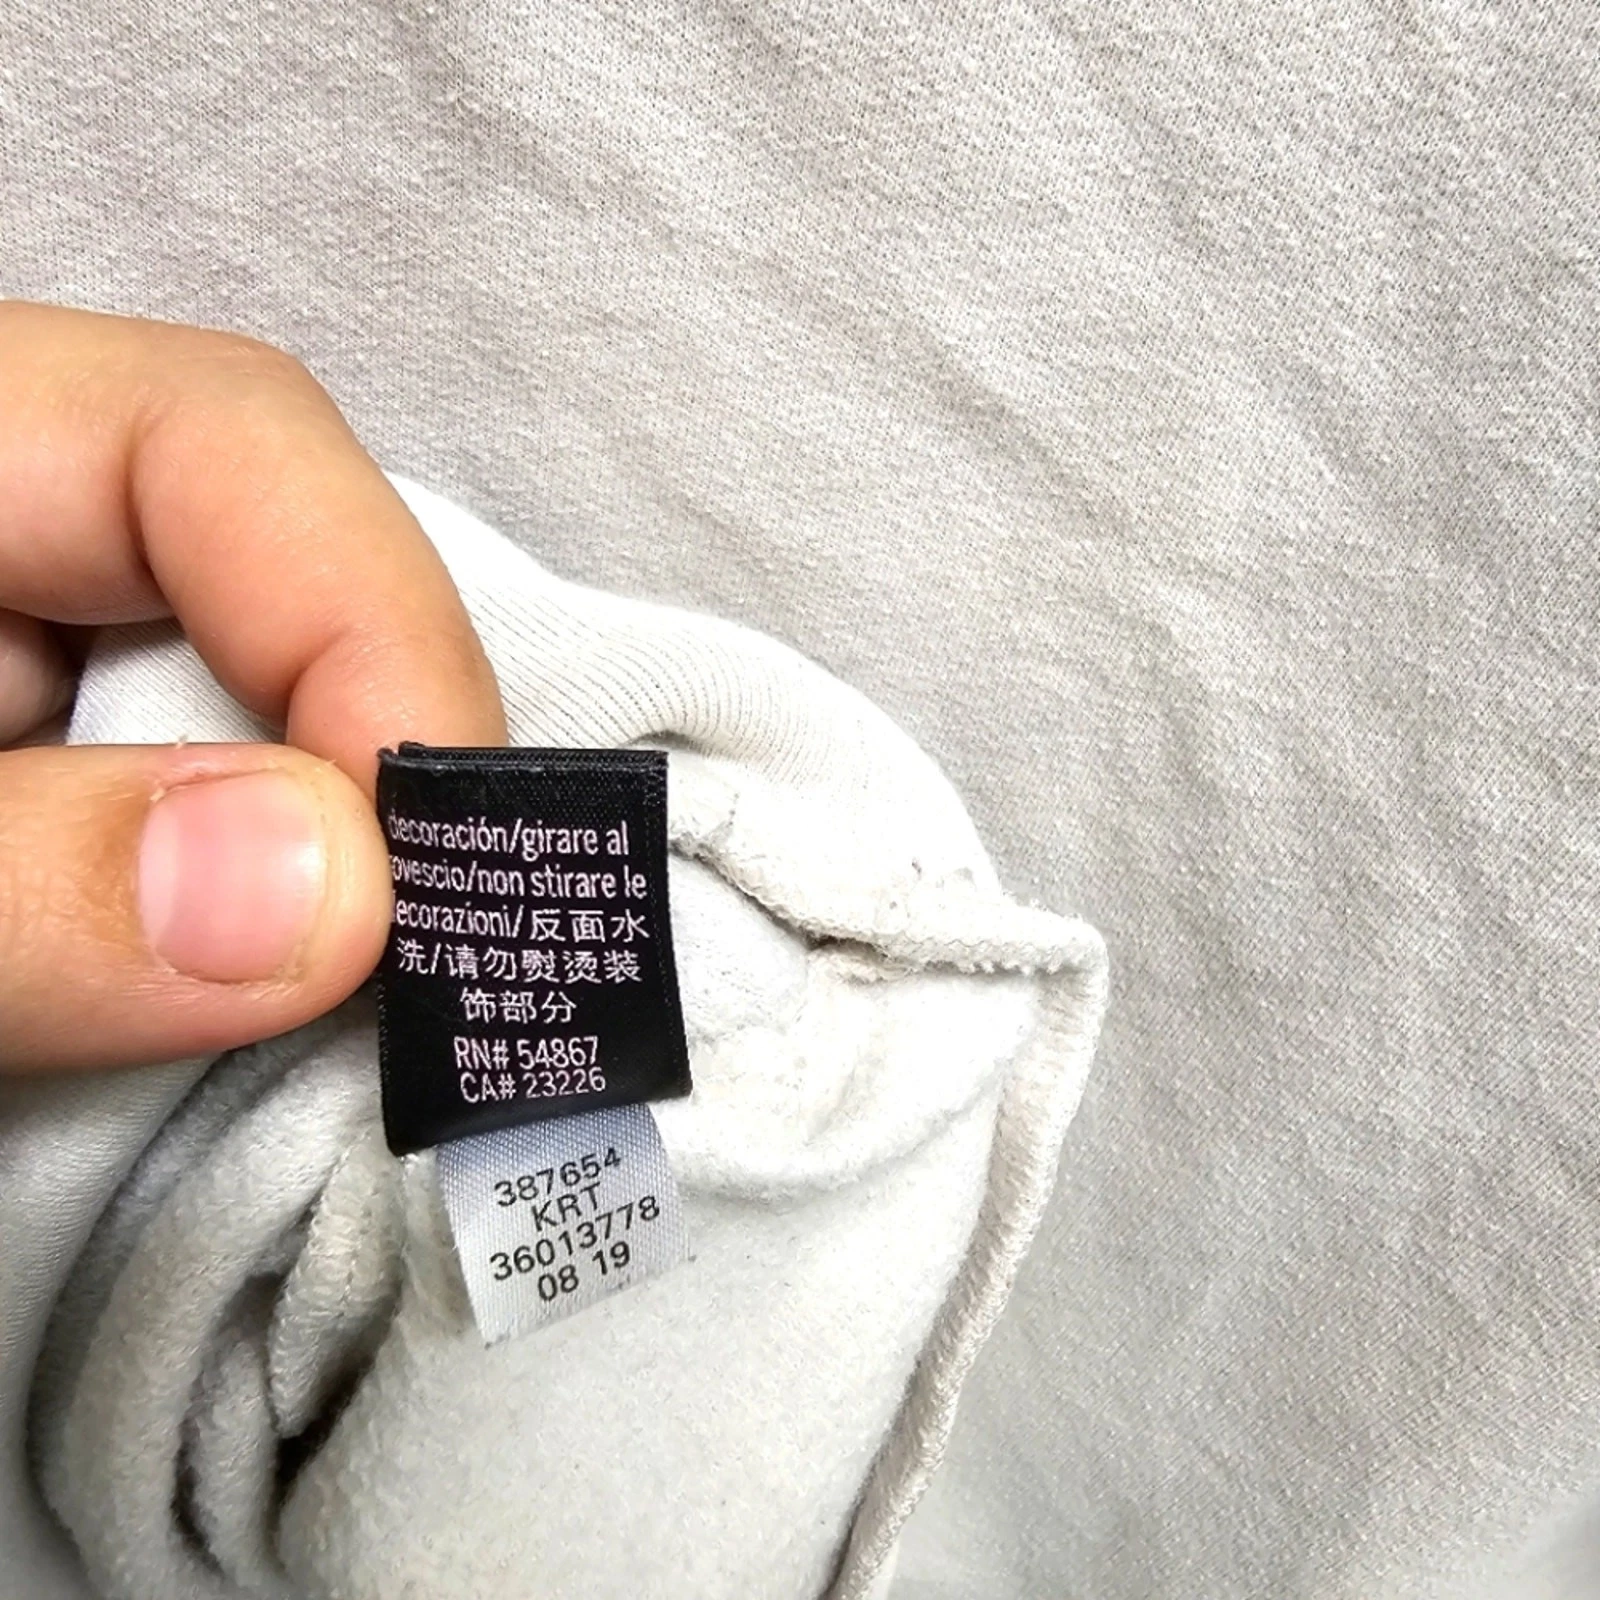 decoración/girare al
rovescio/non stirare le
decorazioni/反面水
洗/请勿熨烫装
饰部分
RN# 54867
CA# 23226
387654
KRT
36013778
08 19